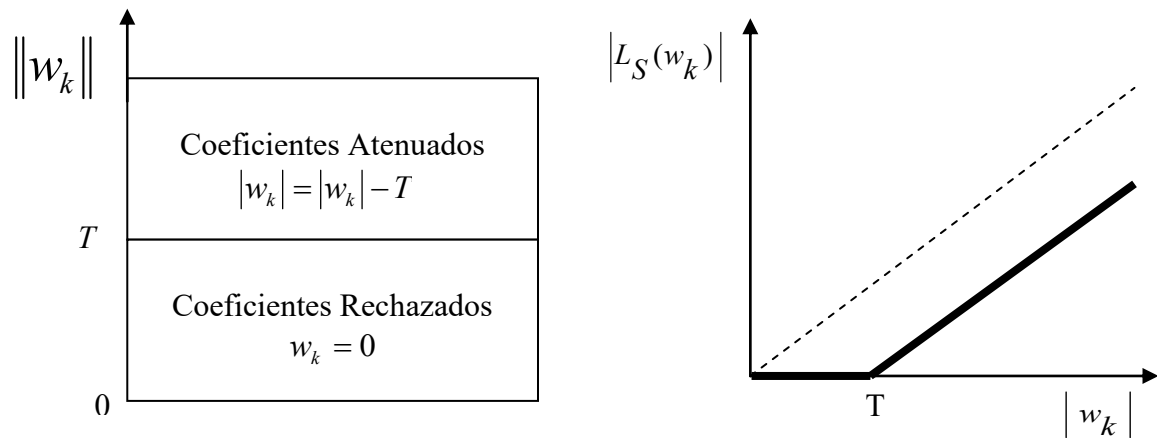 ‖w_k‖
Coeficientes Atenuados
|w_k| = |w_k| − T
T
Coeficientes Rechazados
w_k = 0
0
|L_S(w_k)|
T
| w_k |